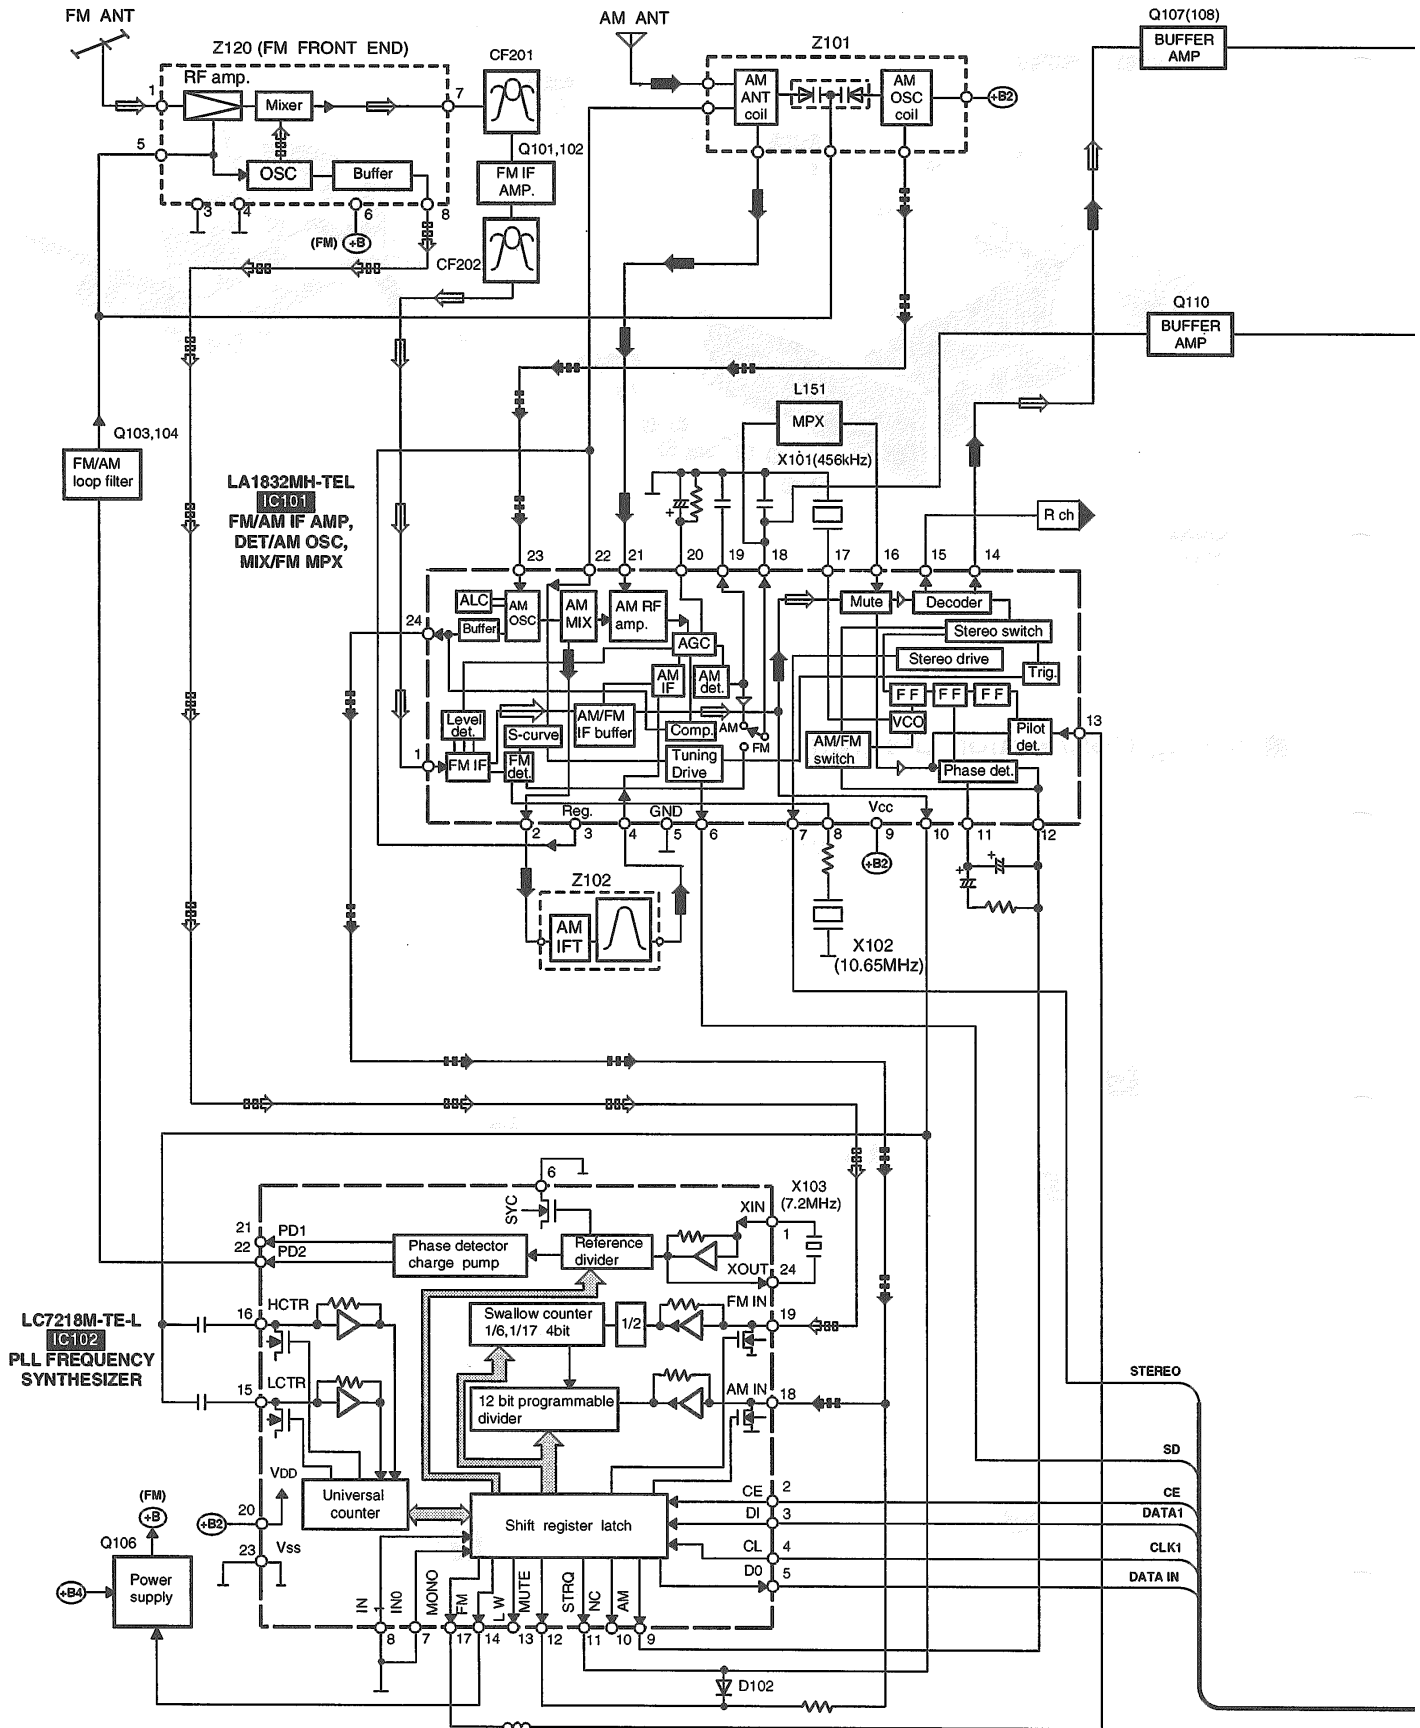 FM ANT
AM ANT
Q107(108)
BUFFER
AMP
Z120 (FM FRONT END)
CF201
Z101
RF amp.
Mixer
1
7
5
OSC
Buffer
3
4
6
8
(FM)
+B
Q101,102
FM IF
AMP.
CF202
AM
ANT
coil
AM
OSC
coil
+B2
Q110
BUFFER
AMP
Q103,104
FM/AM
loop filter
L151
MPX
X101(456kHz)
LA1832MH-TEL
IC101
FM/AM IF AMP,
DET/AM OSC,
MIX/FM MPX
R ch
23
22
21
20
19
18
17
16
15
14
+
24
ALC
AM
OSC
AM
MIX
AM RF
amp.
Buffer
AGC
AM
IF
AM
det.
Mute
Decoder
Stereo switch
Stereo drive
Trig.
F F
F F
F F
VCO
Pilot
det.
13
Level
det.
S-curve
AM/FM
IF buffer
Comp.
AM
FM
AM/FM
switch
1
FM IF
FM
det.
Tuning
Drive
Phase det.
Reg.
GND
Vcc
2
3
4
5
6
7
8
9
10
11
12
+B2
+
+
Z102
AM
IFT
X102
(10.65MHz)
6
SYC
X103
(7.2MHz)
XIN
1
21
PD1
22
PD2
Phase detector
charge pump
Reference
divider
XOUT
24
LC7218M-TE-L
IC102
PLL FREQUENCY
SYNTHESIZER
16
HCTR
Swallow counter
1/6,1/17 4bit
1/2
FM IN
19
15
LCTR
12 bit programmable
divider
AM IN
18
STEREO
SD
CE
DATA1
CLK1
DATA IN
VDD
Universal
counter
Shift register latch
CE
2
DI
3
CL
4
D0
5
(FM)
+B
+B2
20
23
Vss
Q106
+B4
Power
supply
IN
1
IN0
MONO
FM
L W
MUTE
STRQ
NC
AM
8
7
17
14
13
12
11
10
9
D102